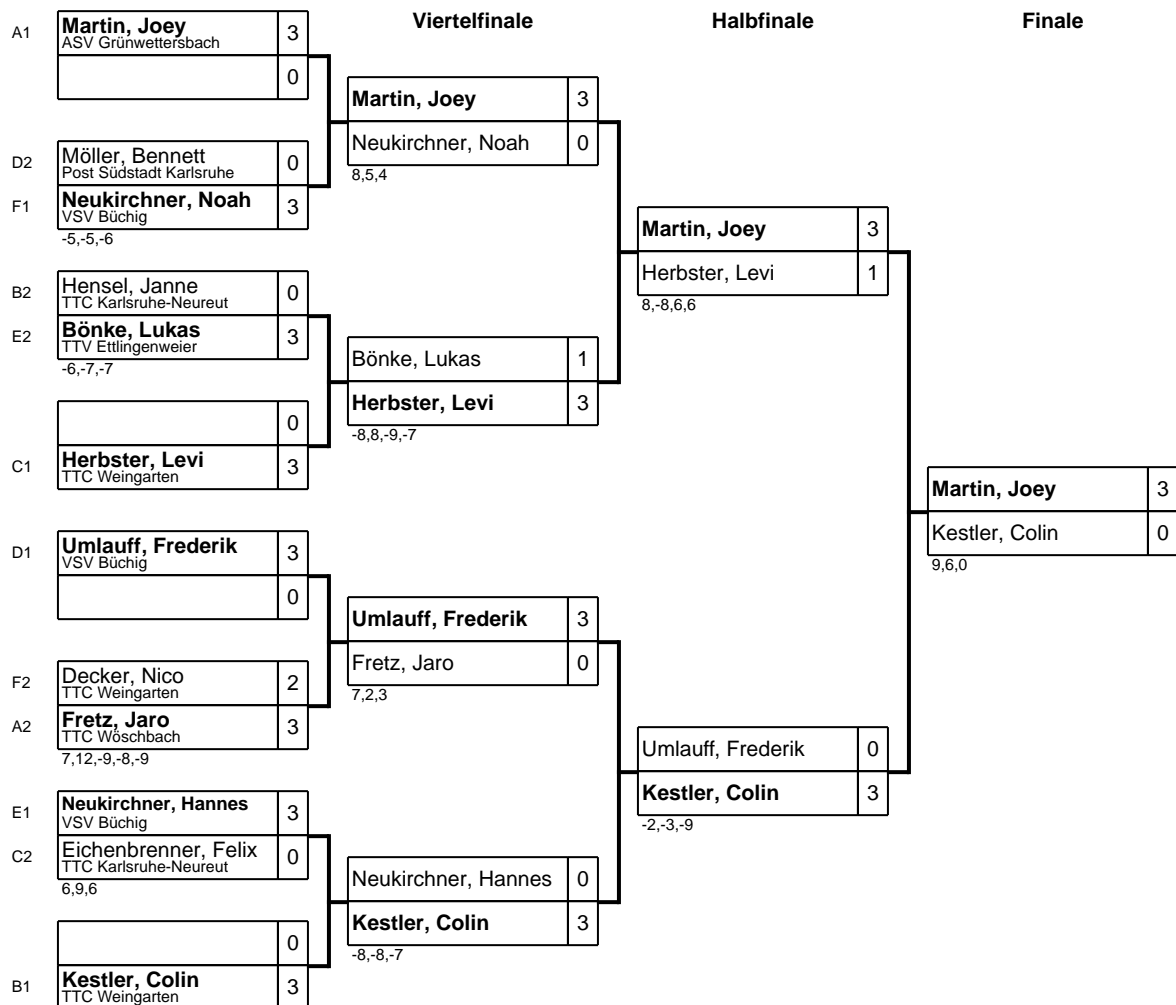 Viertelfinale Halbfinale Finale
A1 Martin, Joey 3
ASV Grünwettersbach
0
D2 Möller, Bennett 0
Post Südstadt Karlsruhe
F1 Neukirchner, Noah 3
VSV Büchig
-5,-5,-6
B2 Hensel, Janne 0
TTC Karlsruhe-Neureut
E2 Bönke, Lukas 3
TTV Ettlingenweier
-6,-7,-7
0
C1 Herbster, Levi 3
TTC Weingarten
D1 Umlauff, Frederik 3
VSV Büchig
0
F2 Decker, Nico 2
TTC Weingarten
A2 Fretz, Jaro 3
TTC Wöschbach
7,12,-9,-8,-9
E1 Neukirchner, Hannes 3
VSV Büchig
C2 Eichenbrenner, Felix 0
TTC Karlsruhe-Neureut
6,9,6
0
B1 Kestler, Colin 3
TTC Weingarten
Martin, Joey 3
Neukirchner, Noah 0
8,5,4
Bönke, Lukas 1
Herbster, Levi 3
-8,8,-9,-7
Umlauff, Frederik 3
Fretz, Jaro 0
7,2,3
Neukirchner, Hannes 0
Kestler, Colin 3
-8,-8,-7
Martin, Joey 3
Herbster, Levi 1
8,-8,6,6
Umlauff, Frederik 0
Kestler, Colin 3
-2,-3,-9
Martin, Joey 3
Kestler, Colin 0
9,6,0